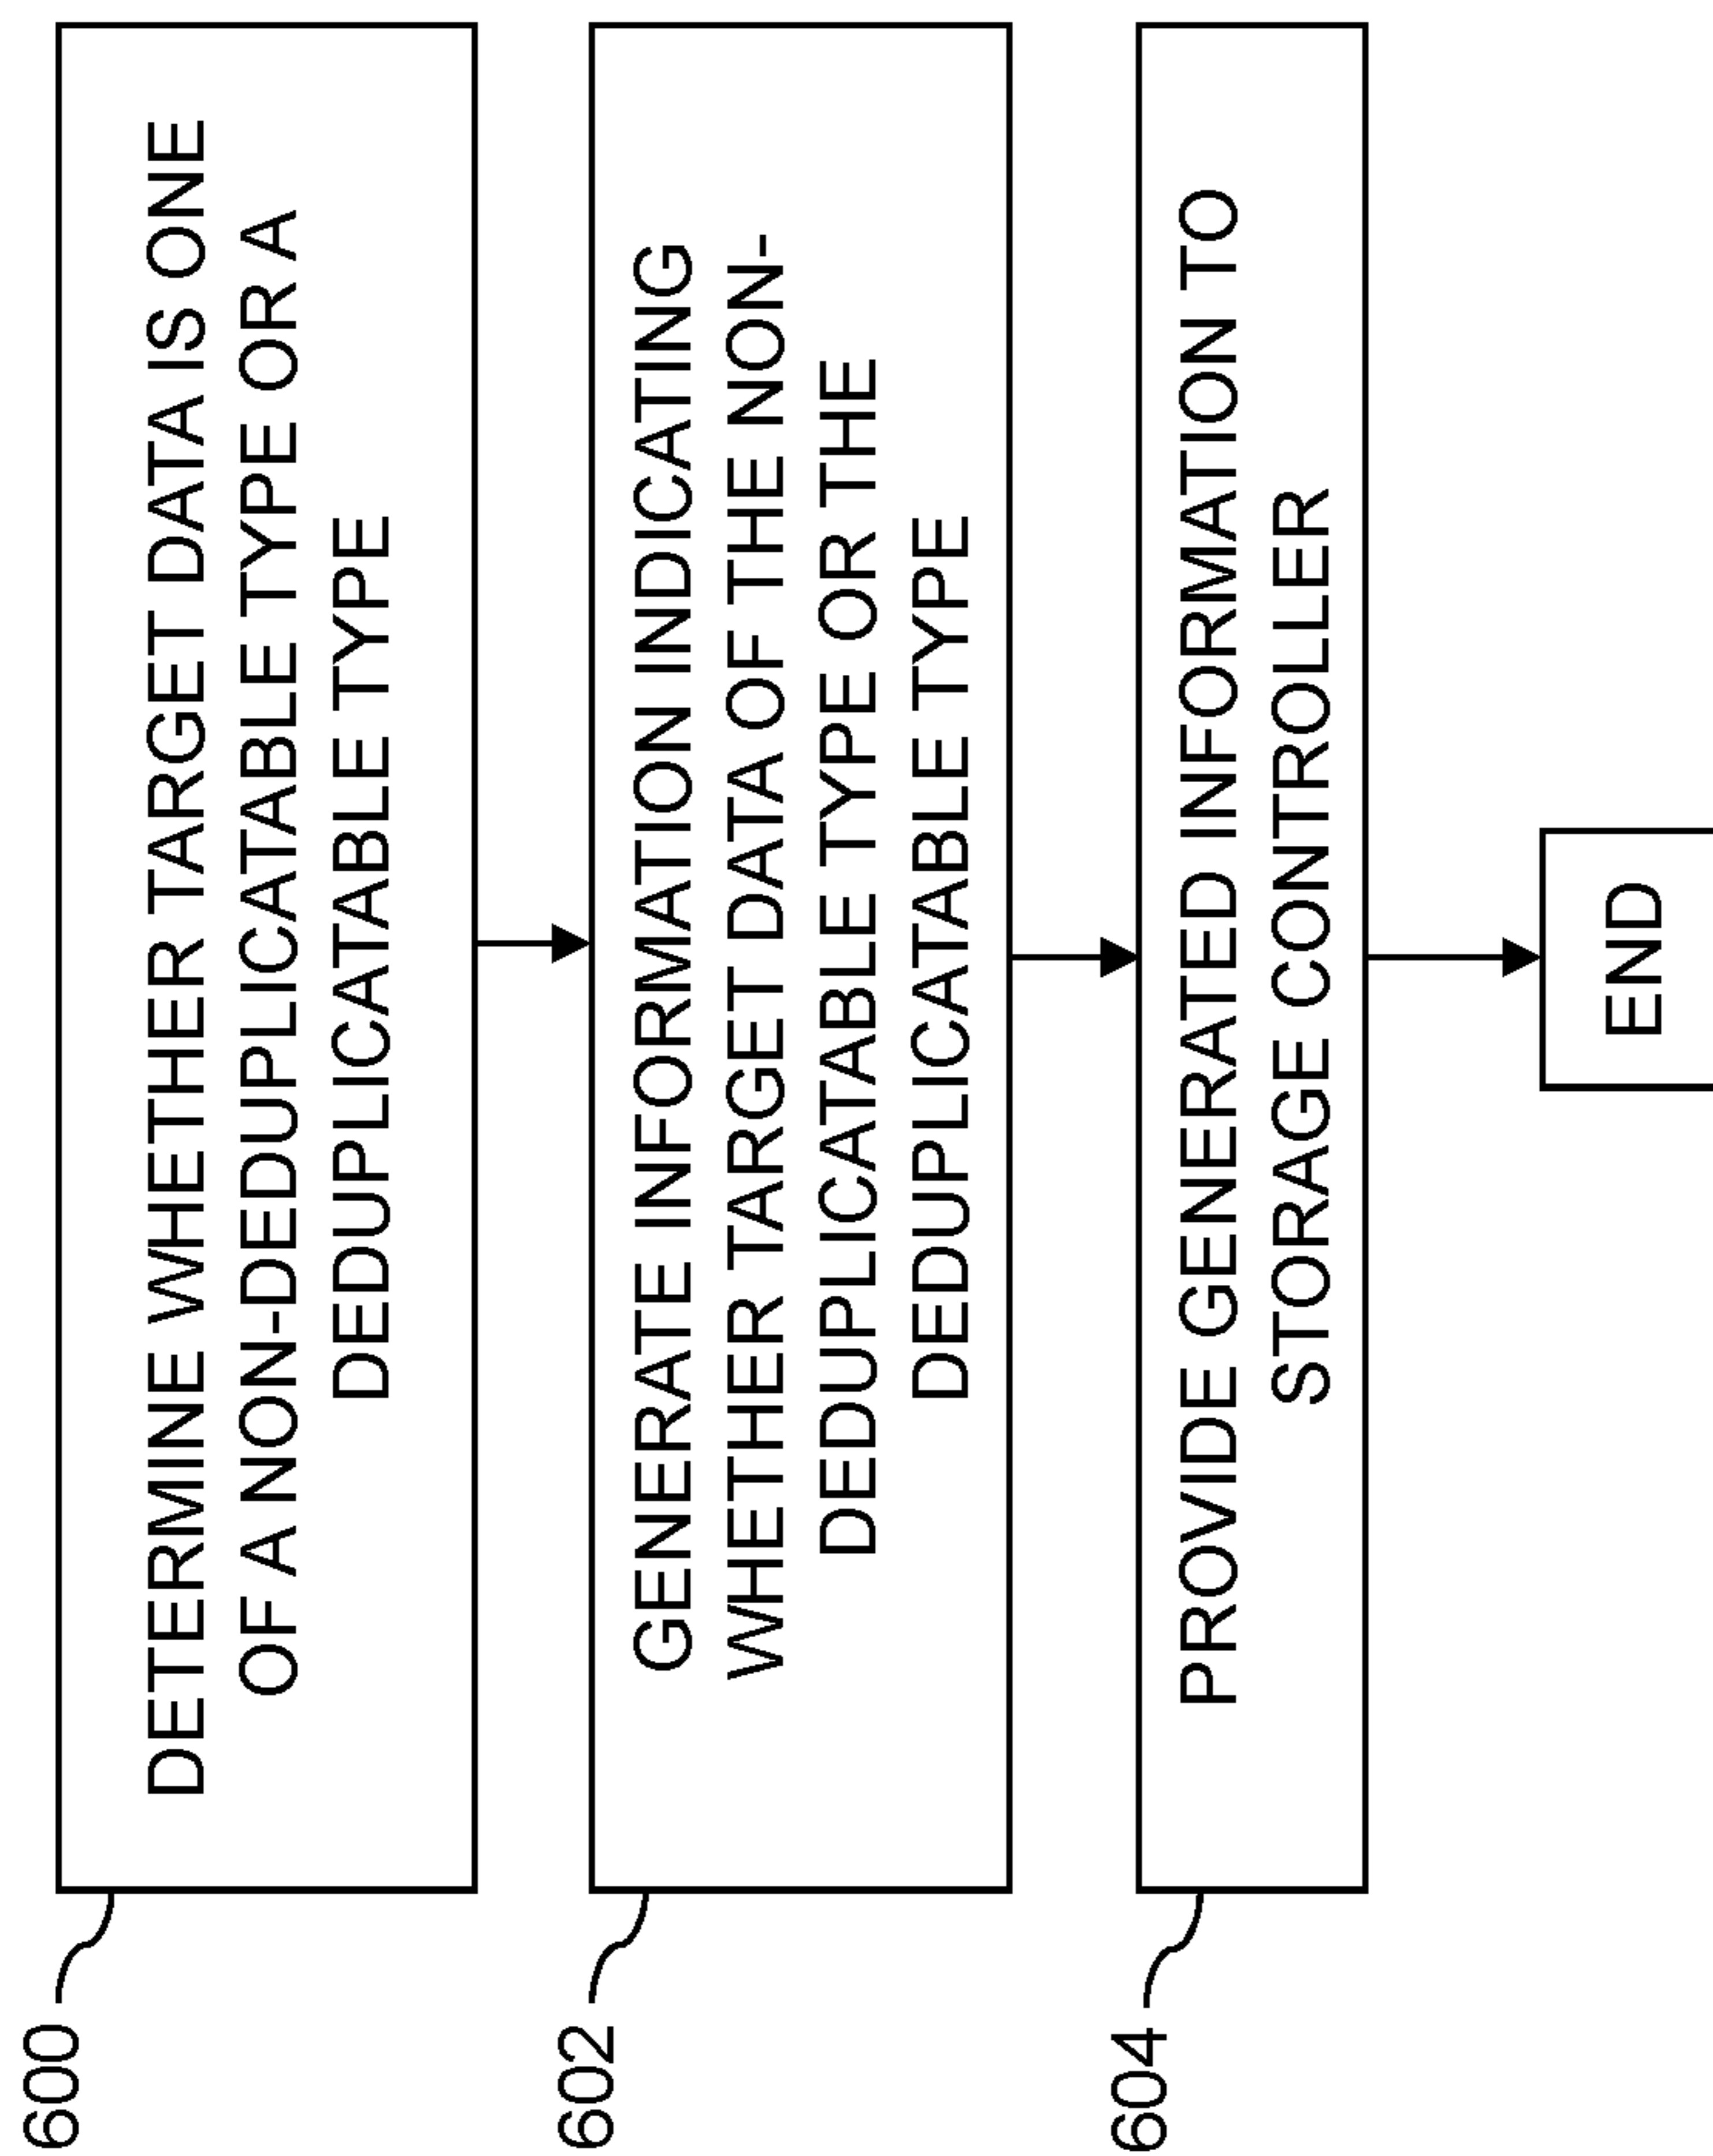 600
DETERMINE WHETHER TARGET DATA IS ONE
OF A NON-DEDUPLICATABLE TYPE OR A
DEDUPLICATABLE TYPE
602
GENERATE INFORMATION INDICATING
WHETHER TARGET DATA OF THE NON-
DEDUPLICATABLE TYPE OR THE
DEDUPLICATABLE TYPE
604
PROVIDE GENERATED INFORMATION TO
STORAGE CONTROLLER
END